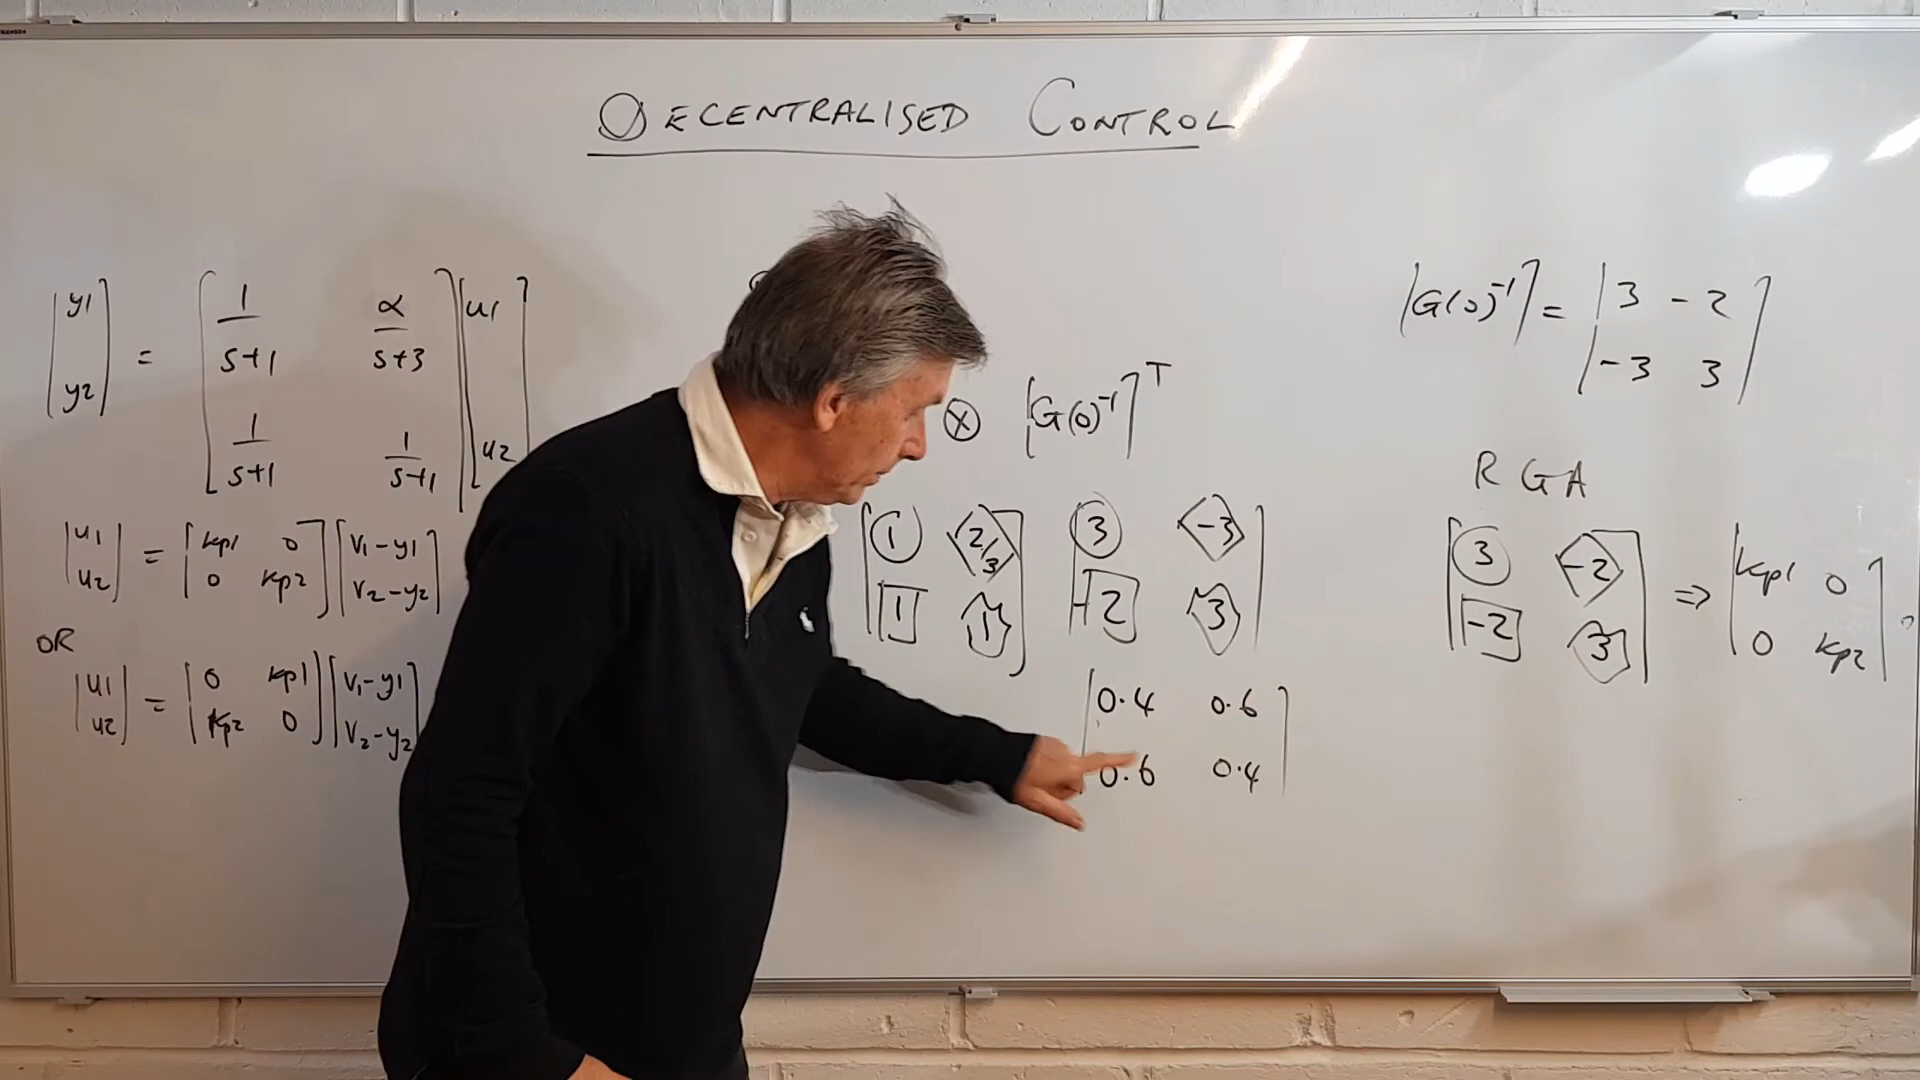 DECENTRALISED CONTROL
[y1 y2] = [1/(s+1) α/(s+3); 1/(s+1) 1/(s+1)] [u1 u2]
[u1 u2] = [kp1 0; 0 kp2] [V1-y1; V2-y2]
OR
[u1 u2] = [0 kp1; kp2 0] [V1-y1; V2-y2]
⊗ [G(0)⁻¹]ᵀ
[1 2/3; 1 1] [3 -3; -2 3]
[0.4 0.6; 0.6 0.4]
[G(0)⁻¹] = [3 -2; -3 3]
RGA
[3 -2; -2 3] ⇒ [kp1 0; 0 kp2]